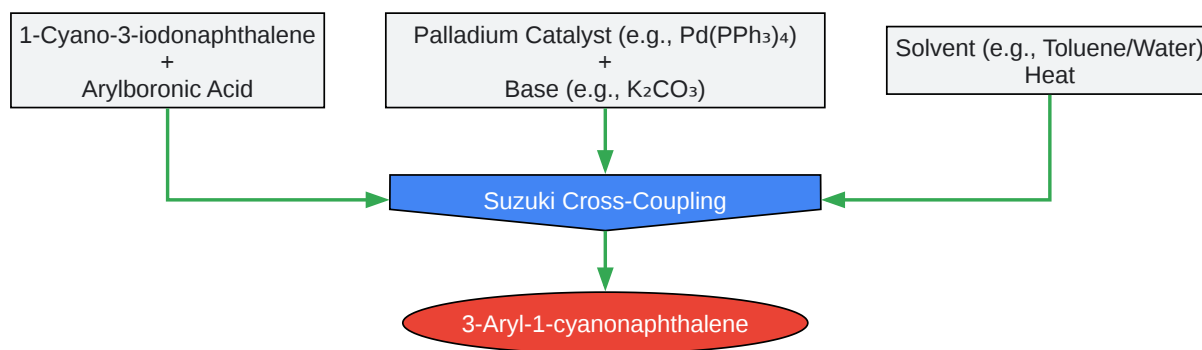 1-Cyano-3-iodonaphthalene
+
Arylboronic Acid
Palladium Catalyst (e.g., Pd(PPh₃)₄)
+
Base (e.g., K₂CO₃)
Solvent (e.g., Toluene/Water)
Heat
Suzuki Cross-Coupling
3-Aryl-1-cyanonaphthalene